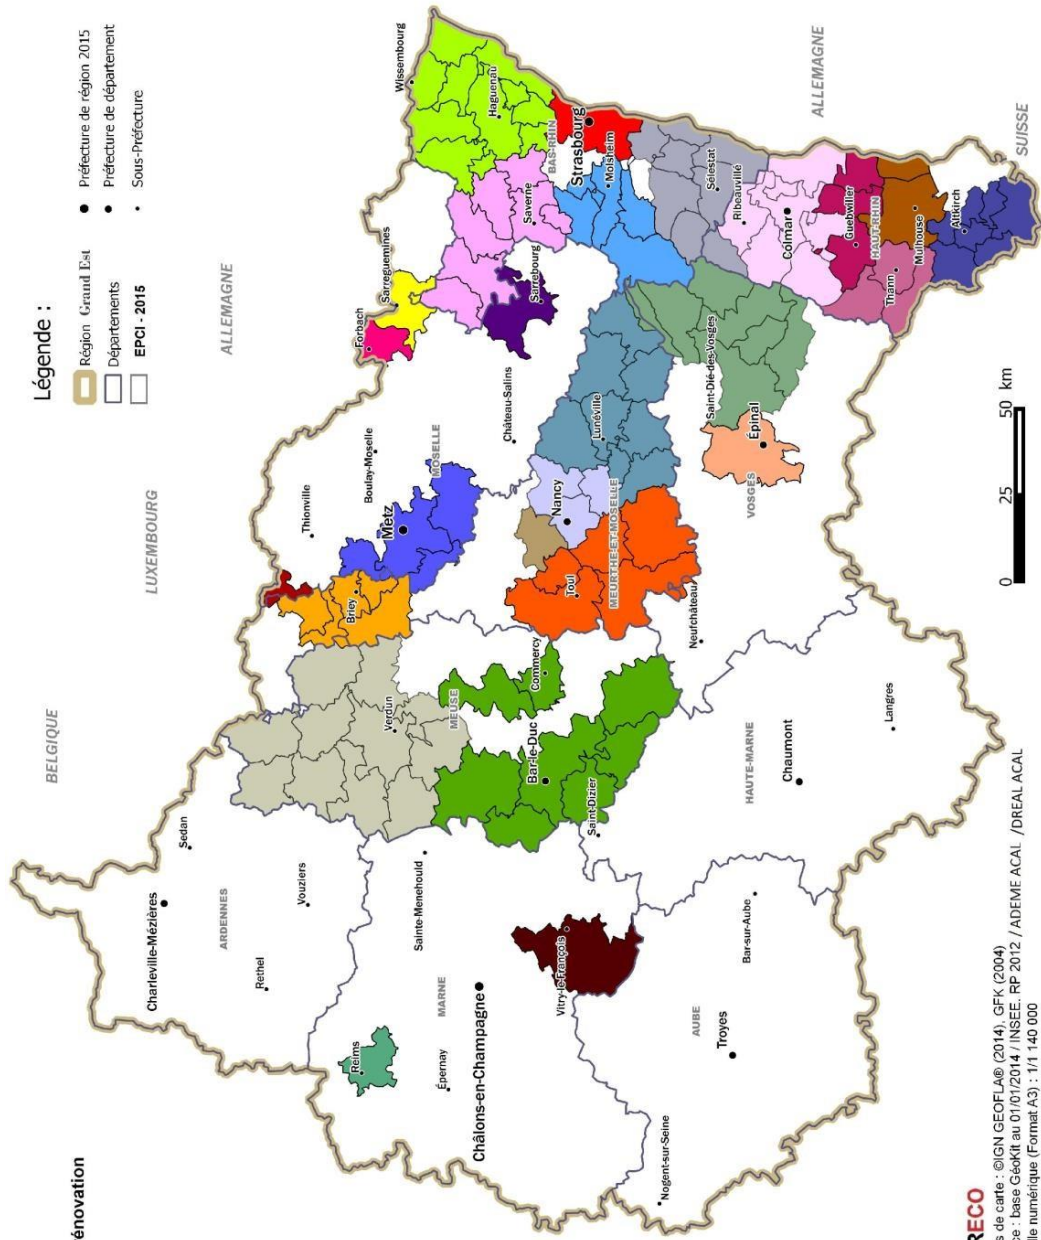 énovation
Légende :
Région Grand Est
Départements
EPCI - 2015
Préfecture de région 2015
Préfecture de département
Sous-Préfecture
BELGIQUE
LUXEMBOURG
ALLEMAGNE
ALLEMAGNE
SUISSE
Charleville-Mézières
Sedan
ARDENNES
Rethel
Vouziers
Reims
Épernay
MARNE
Châlons-en-Champagne
Sainte-Menehould
Vitry-le-François
Nogent-sur-Seine
AUBE
Troyes
Bar-sur-Aube
HAUTE-MARNE
Chaumont
Langres
Saint-Dizier
Bar-le-Duc
MEUSE
Verdun
Commercy
Neufchâteau
Briey
Toul
MEURTHE-ET-MOSELLE
Nancy
Lunéville
Thionville
Boulay-Moselle
Metz
MOSELLE
Château-Salins
Forbach
Sarreguemines
Sarrebourg
VOSGES
Épinal
Saint-Dié-des-Vosges
Wissembourg
Haguenau
Saverne
BAS-RHIN
Strasbourg
Molsheim
Sélestat
Ribeauvillé
Colmar
Guebwiller
HAUT-RHIN
Mulhouse
Thann
Altkirch
0 25 50 km
RECO
s de carte : ©IGN GEOFLA® (2014), GFK (2004)
ce : base GéoKit au 01/01/2014 / INSEE. RP 2012 / ADEME ACAL /DREAL ACAL
lle numérique (Format A3) : 1/1 140 000